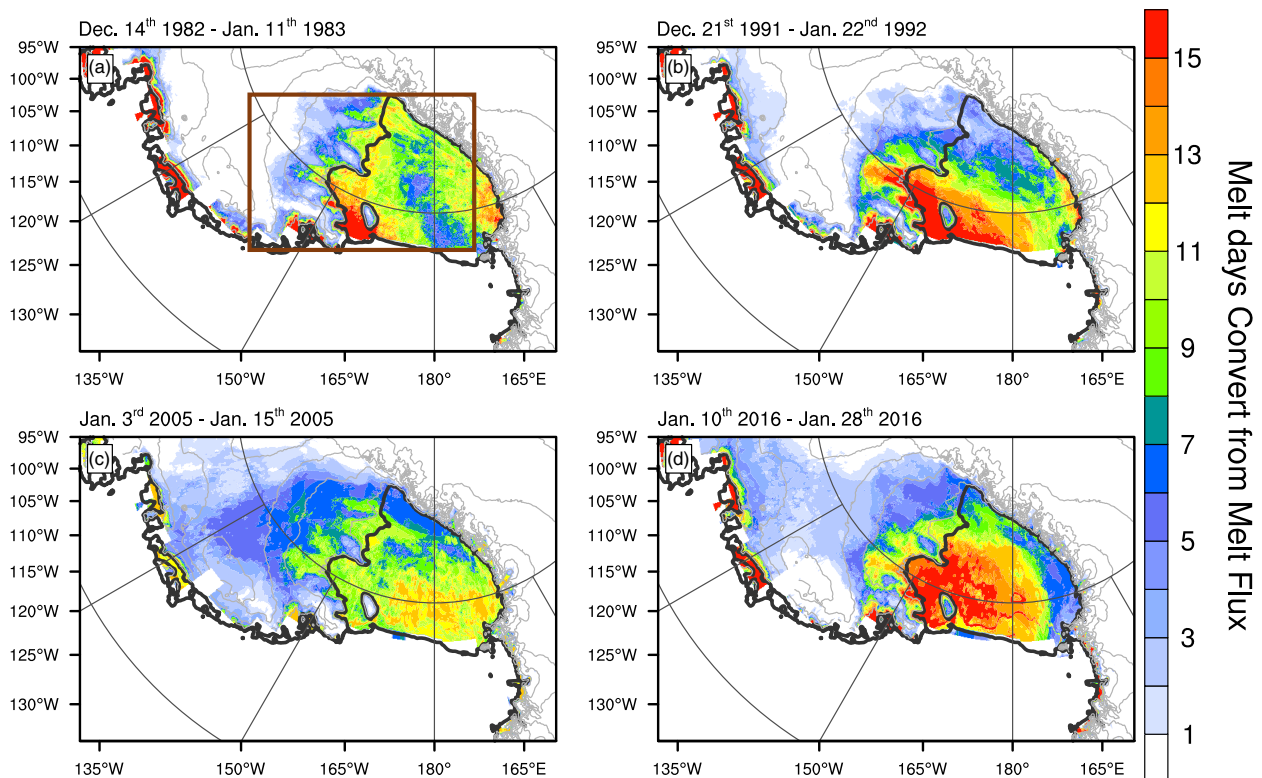 Dec. 14th 1982 - Jan. 11th 1983
Dec. 21st 1991 - Jan. 22nd 1992
(a)
95°W
100°W
105°W
110°W
115°W
120°W
125°W
130°W
135°W 150°W 165°W 180° 165°E
(b)
95°W
100°W
105°W
110°W
115°W
120°W
125°W
130°W
135°W 150°W 165°W 180° 165°E
Jan. 3rd 2005 - Jan. 15th 2005
Jan. 10th 2016 - Jan. 28th 2016
(c)
95°W
100°W
105°W
110°W
115°W
120°W
125°W
130°W
135°W 150°W 165°W 180° 165°E
(d)
95°W
100°W
105°W
110°W
115°W
120°W
125°W
130°W
135°W 150°W 165°W 180° 165°E
15
13
11
9
7
5
3
1
Melt days Convert from Melt Flux